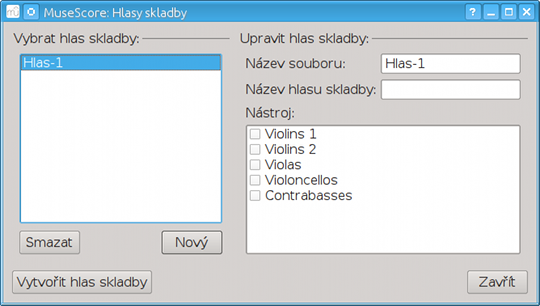 MuseScore: Hlasy skladby
Vybrat hlas skladby:
Hlas-1
Smazat
Nový
Upravit hlas skladby:
Název souboru:
Hlas-1
Název hlasu skladby:
Nástroj:
Violins 1
Violins 2
Violas
Violoncellos
Contrabasses
Vytvořit hlas skladby
Zavřít